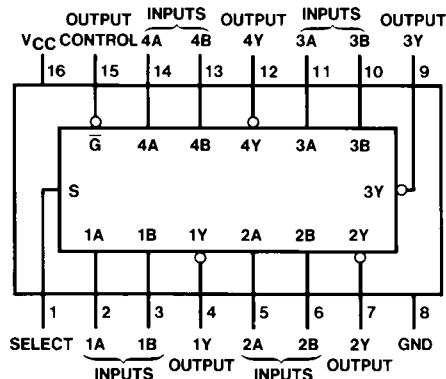 OUTPUT INPUTS OUTPUT INPUTS OUTPUT
VCC CONTROL 4A 4B 4Y 3A 3B 3Y
16 15 14 13 12 11 10 9
G 4A 4B 4Y 3A 3B
S 3Y
1A 1B 1Y 2A 2B 2Y
1 2 3 4 5 6 7 8
SELECT 1A 1B OUTPUT 2A 2B OUTPUT GND
INPUTS 1Y INPUTS 2Y